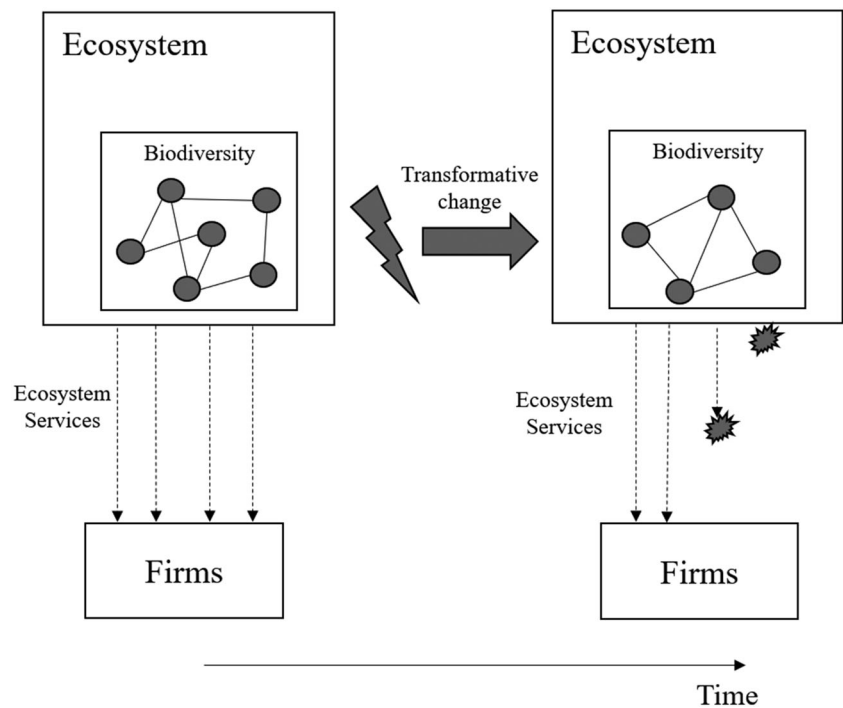 Ecosystem
Biodiversity
Ecosystem
Services
Firms
Transformative
change
Ecosystem
Biodiversity
Ecosystem
Services
Firms
Time